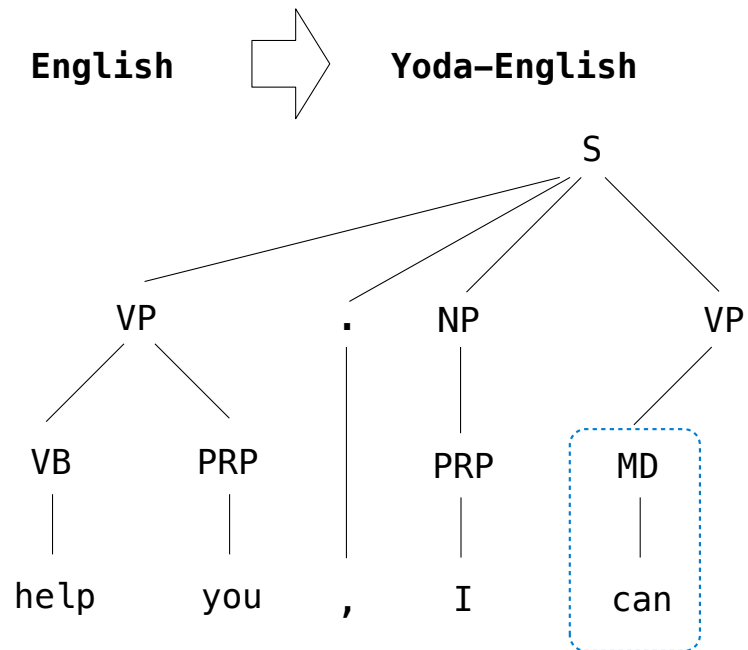 English Yoda–English
S
VP . NP VP
VB PRP PRP MD
help you , I can